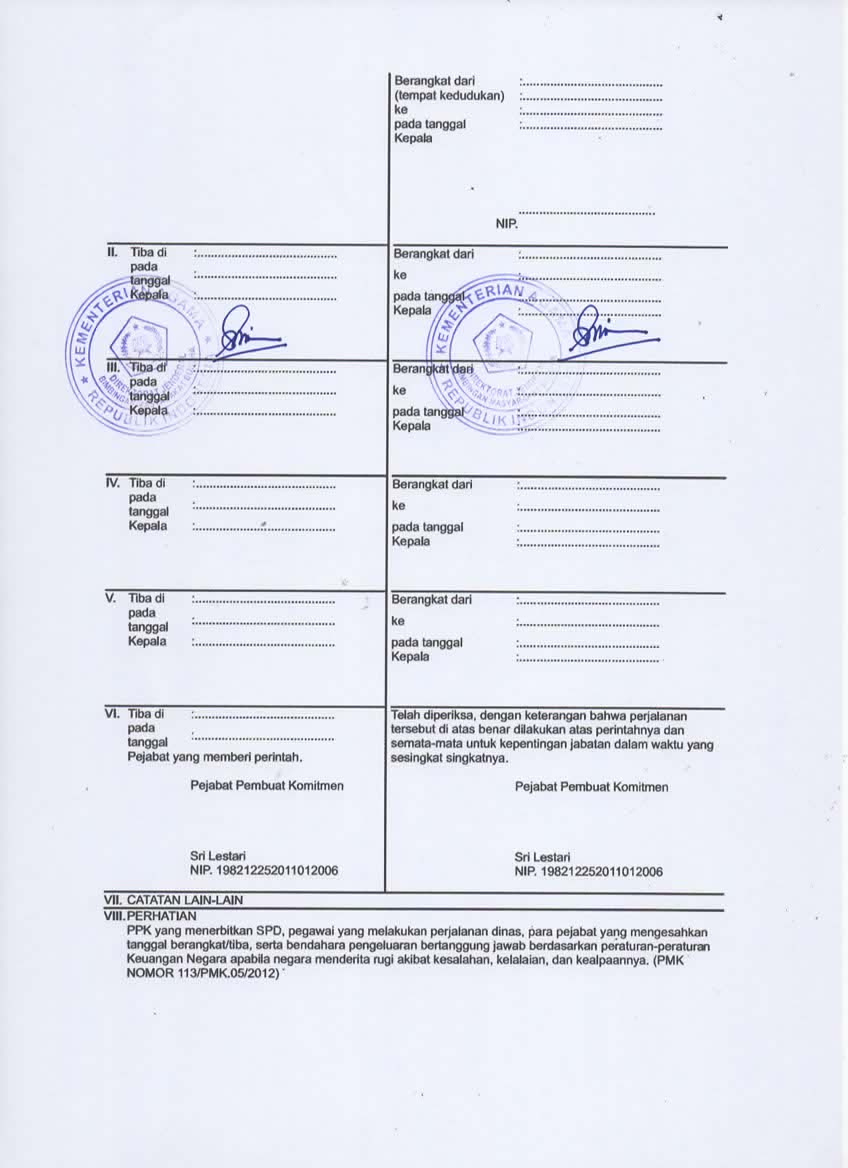 Berangkat dari :....................................
(tempat kedudukan) :....................................
ke :....................................
pada tanggal :....................................
Kepala
....................................
NIP.
II. Tiba di :....................................
pada
tanggal :....................................
Kepala :....................................
Berangkat dari :....................................
ke :....................................
pada tanggal :....................................
Kepala :....................................
KEMENTERIAN AGAMA
REPUBLIK INDONESIA
KEMENTERIAN
REPUBLIK
III. Tiba di :....................................
pada
tanggal :....................................
Kepala :....................................
Berangkat dari :....................................
ke :....................................
pada tanggal :....................................
Kepala :....................................
IV. Tiba di :....................................
pada
tanggal :....................................
Kepala :....................................
Berangkat dari :....................................
ke :....................................
pada tanggal :....................................
Kepala :....................................
V. Tiba di :....................................
pada
tanggal :....................................
Kepala :....................................
Berangkat dari :....................................
ke :....................................
pada tanggal :....................................
Kepala :....................................
VI. Tiba di :....................................
pada
tanggal :....................................
Pejabat yang memberi perintah.
Pejabat Pembuat Komitmen
Sri Lestari
NIP. 198212252011012006
Telah diperiksa, dengan keterangan bahwa perjalanan
tersebut di atas benar dilakukan atas perintahnya dan
semata-mata untuk kepentingan jabatan dalam waktu yang
sesingkat singkatnya.
Pejabat Pembuat Komitmen
Sri Lestari
NIP. 198212252011012006
VII. CATATAN LAIN-LAIN
VIII. PERHATIAN
PPK yang menerbitkan SPD, pegawai yang melakukan perjalanan dinas, para pejabat yang mengesahkan
tanggal berangkat/tiba, serta bendahara pengeluaran bertanggung jawab berdasarkan peraturan-peraturan
Keuangan Negara apabila negara menderita rugi akibat kesalahan, kelalaian, dan kealpaannya. (PMK
NOMOR 113/PMK.05/2012)